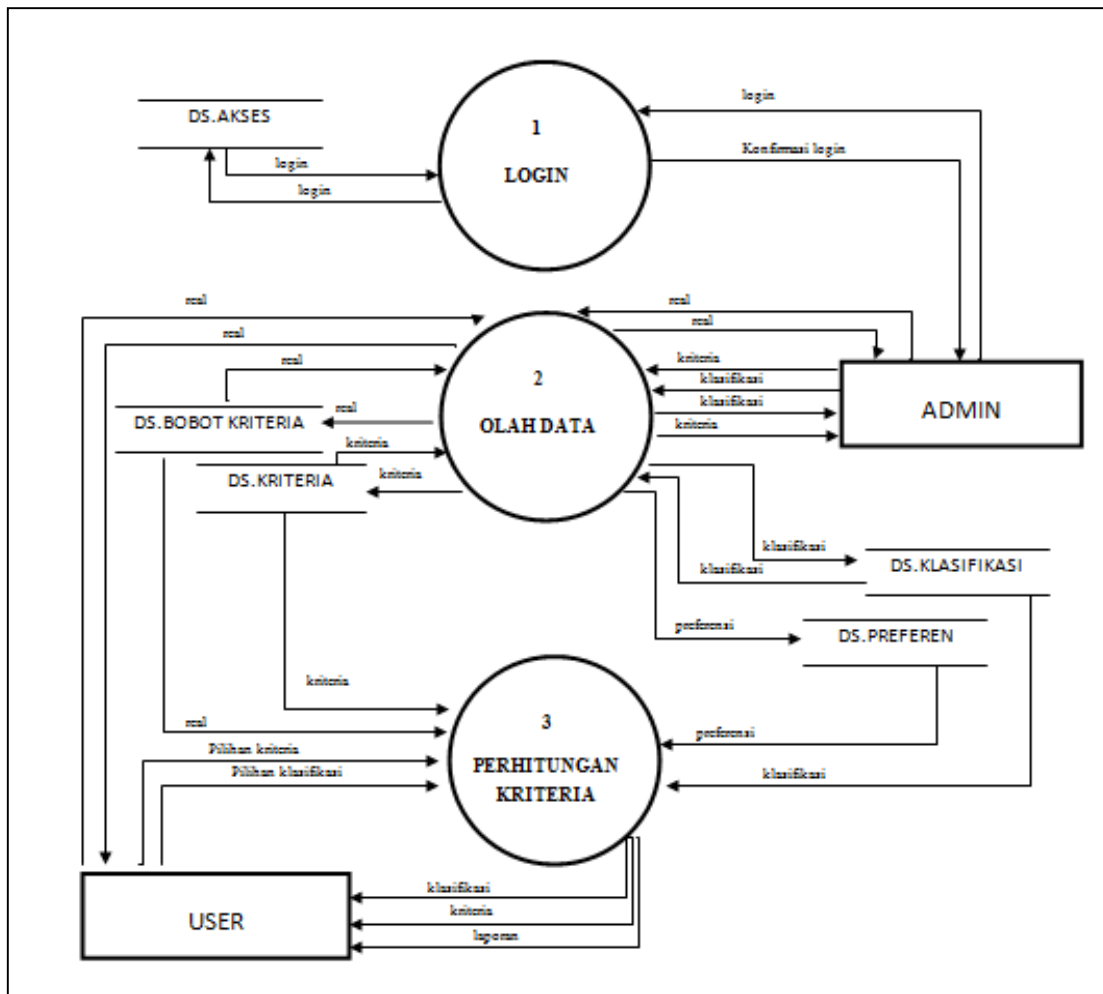 login
DS.AKSES
1
Konfirmasi login
login
LOGIN
login
real
real
real
real
real
kriteria
2
klasifikasi
klasifikasi
real
DS.BOBOT KRITERIA
OLAH DATA
ADMIN
kriteria
kriteria
kriteria
DS.KRITERIA
klasifikasi
klasifikasi
DS.KLASIFIKASI
preferensi
DS.PREFEREN
kriteria
real
3
preferensi
Pilihan kriteria
PERHITUNGAN
Pilihan klasifikasi
klasifikasi
KRITERIA
klasifikasi
kriteria
USER
laporan